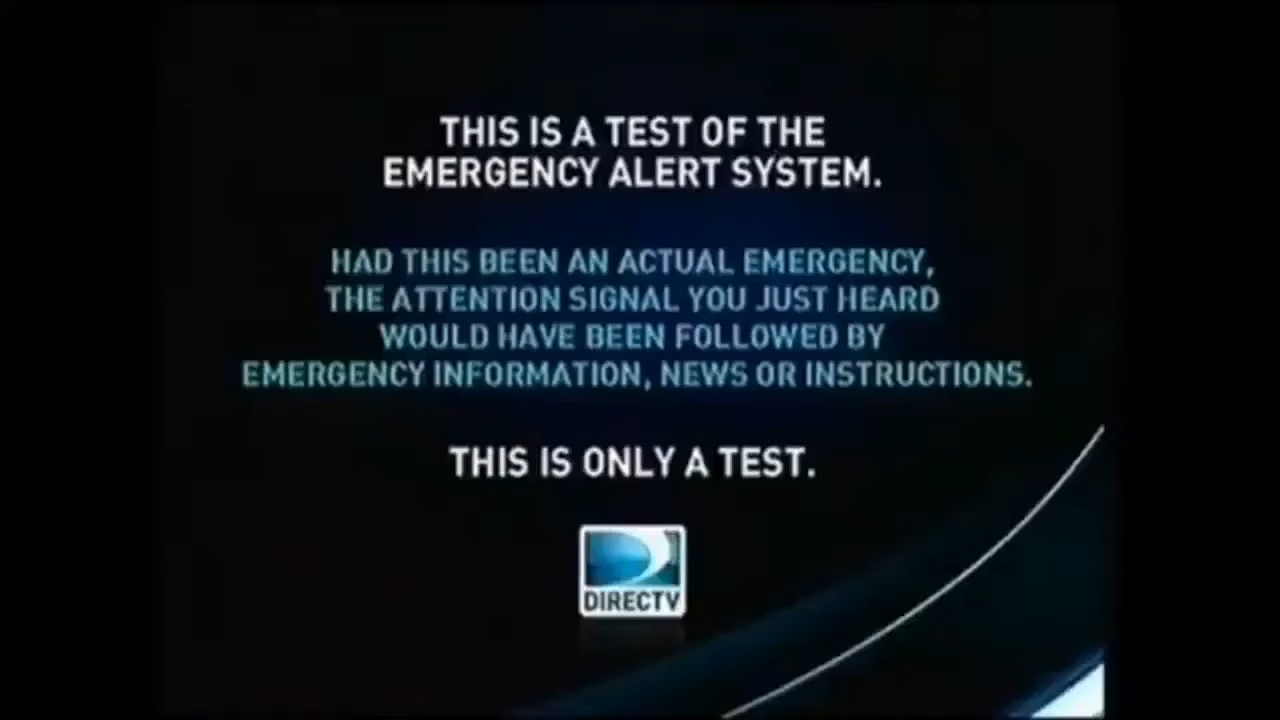 THIS IS A TEST OF THE
EMERGENCY ALERT SYSTEM.
HAD THIS BEEN AN ACTUAL EMERGENCY,
THE ATTENTION SIGNAL YOU JUST HEARD
WOULD HAVE BEEN FOLLOWED BY
EMERGENCY INFORMATION, NEWS OR INSTRUCTIONS.
THIS IS ONLY A TEST.
DIRECTV